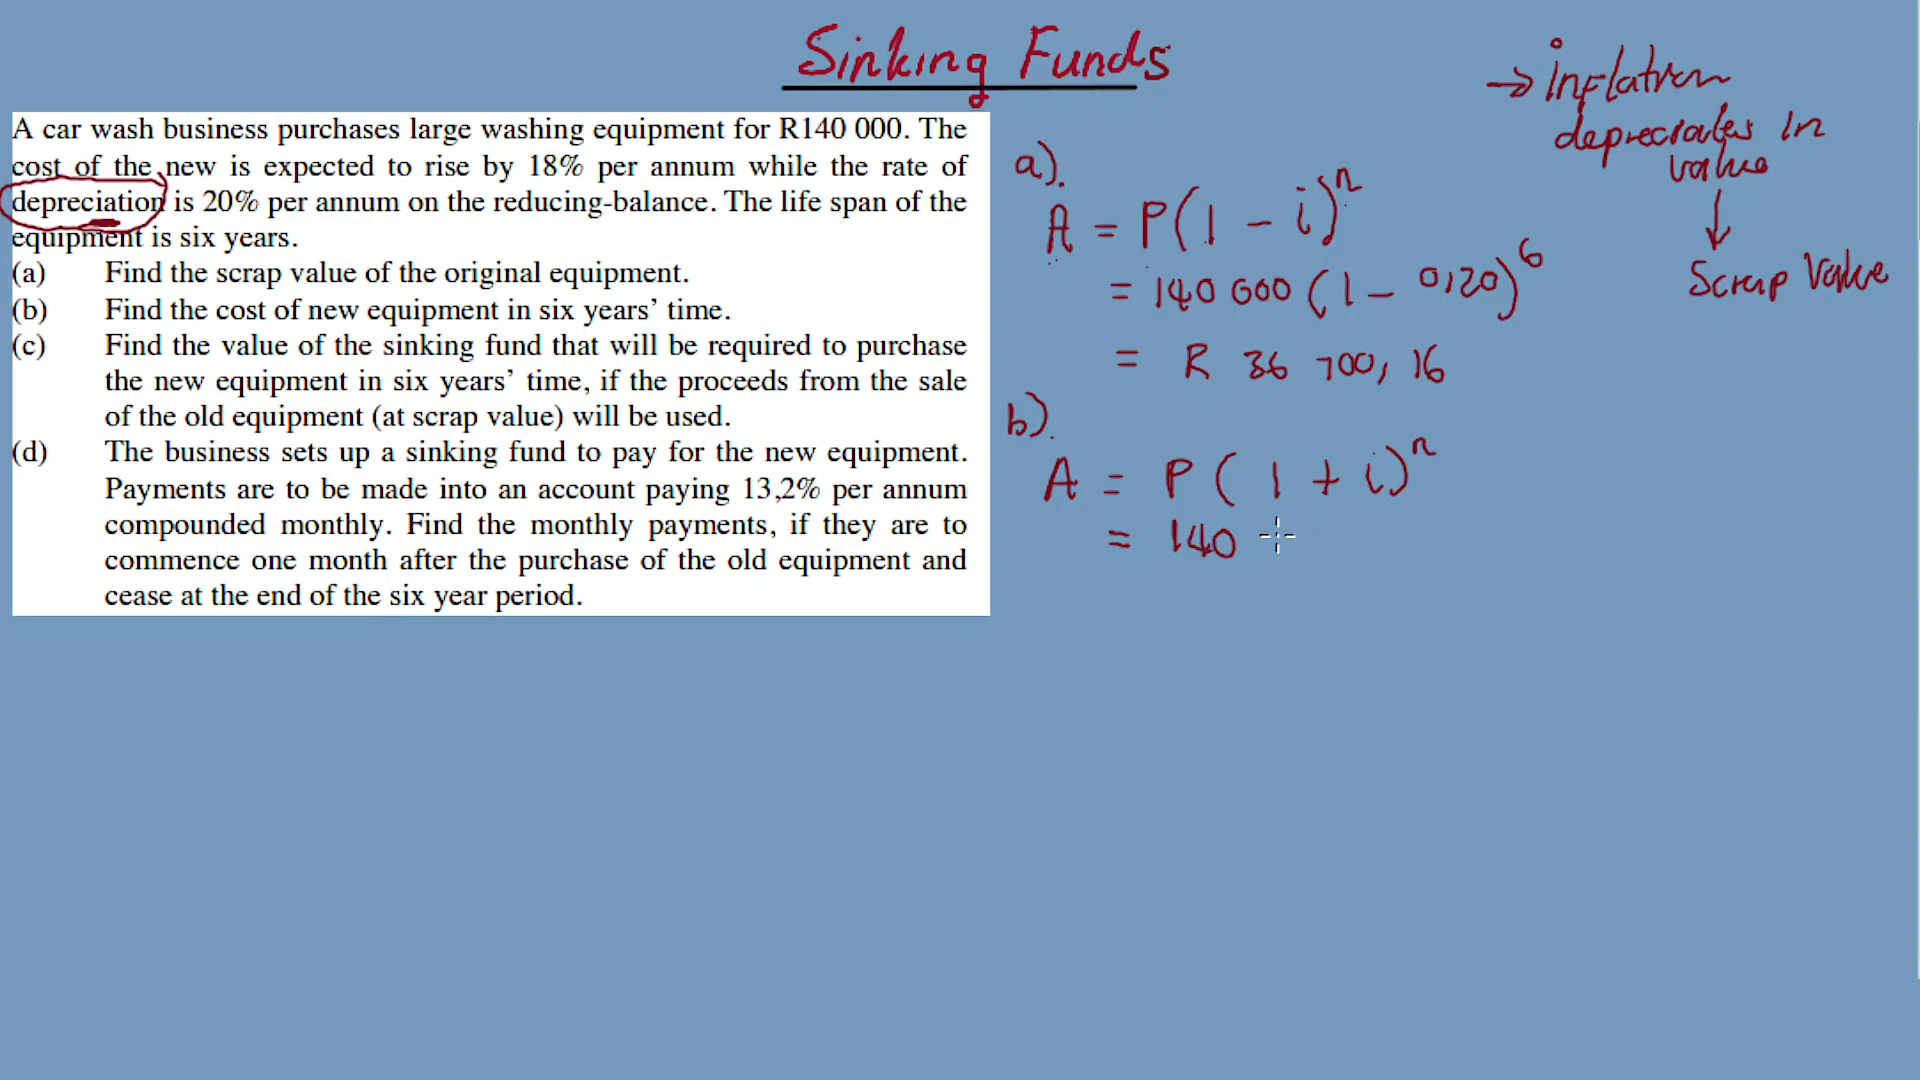 Sinking Funds
A car wash business purchases large washing equipment for R140 000. The
cost of the new is expected to rise by 18% per annum while the rate of
depreciation is 20% per annum on the reducing-balance. The life span of the
equipment is six years.
(a) Find the scrap value of the original equipment.
(b) Find the cost of new equipment in six years’ time.
(c) Find the value of the sinking fund that will be required to purchase
the new equipment in six years’ time, if the proceeds from the sale
of the old equipment (at scrap value) will be used.
(d) The business sets up a sinking fund to pay for the new equipment.
Payments are to be made into an account paying 13,2% per annum
compounded monthly. Find the monthly payments, if they are to
commence one month after the purchase of the old equipment and
cease at the end of the six year period.
a).
A = P(1 - i)^n
= 140 000 (1 - 0,20)^6
= R 36 700, 16
b).
A = P(1 + i)^n
= 140
→ Inflation
depreciates in
value
↓
Scrap Value